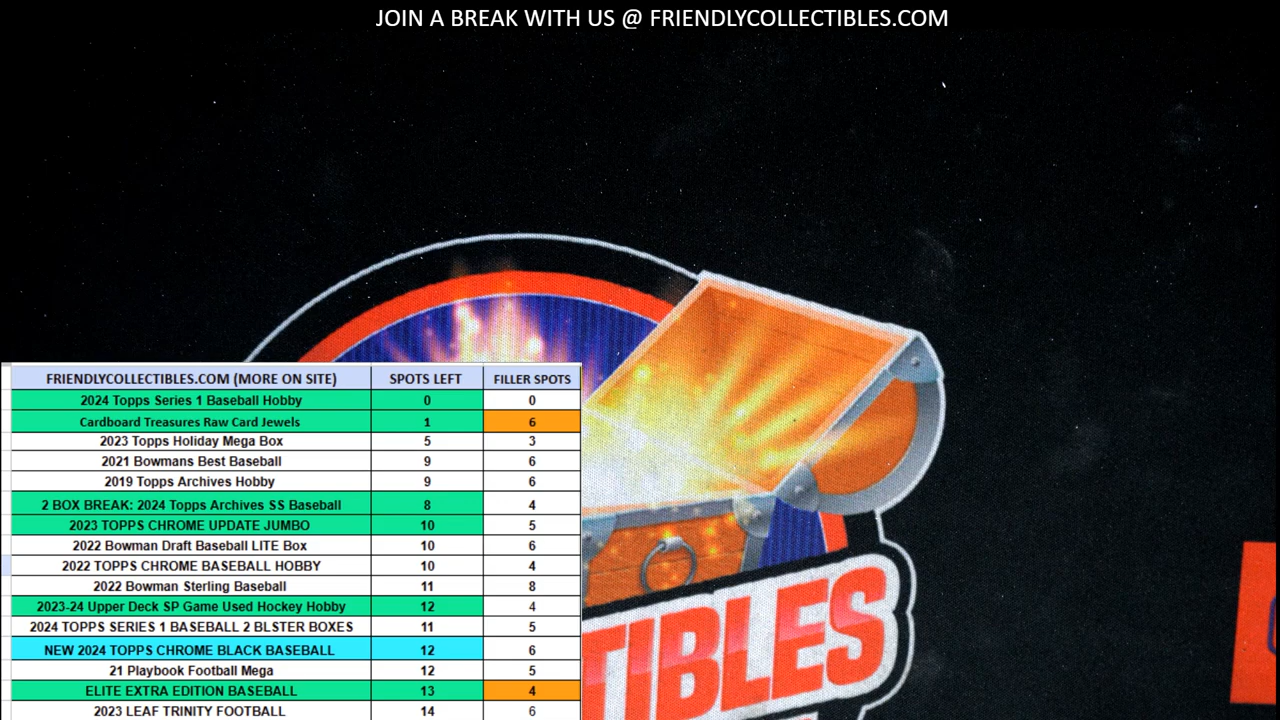 JOIN A BREAK WITH US @ FRIENDLYCOLLECTIBLES.COM
FRIENDLYCOLLECTIBLES.COM (MORE ON SITE) SPOTS LEFT FILLER SPOTS
2024 Topps Series 1 Baseball Hobby 0 0
Cardboard Treasures Raw Card Jewels 1 6
2023 Topps Holiday Mega Box 5 3
2021 Bowmans Best Baseball 9 6
2019 Topps Archives Hobby 9 6
2 BOX BREAK: 2024 Topps Archives SS Baseball 8 4
2023 TOPPS CHROME UPDATE JUMBO 10 5
2022 Bowman Draft Baseball LITE Box 10 6
2022 TOPPS CHROME BASEBALL HOBBY 10 4
2022 Bowman Sterling Baseball 11 8
2023-24 Upper Deck SP Game Used Hockey Hobby 12 4
2024 TOPPS SERIES 1 BASEBALL 2 BLSTER BOXES 11 5
NEW 2024 TOPPS CHROME BLACK BASEBALL 12 6
21 Playbook Football Mega 12 5
ELITE EXTRA EDITION BASEBALL 13 4
2023 LEAF TRINITY FOOTBALL 14 6
TIBLES